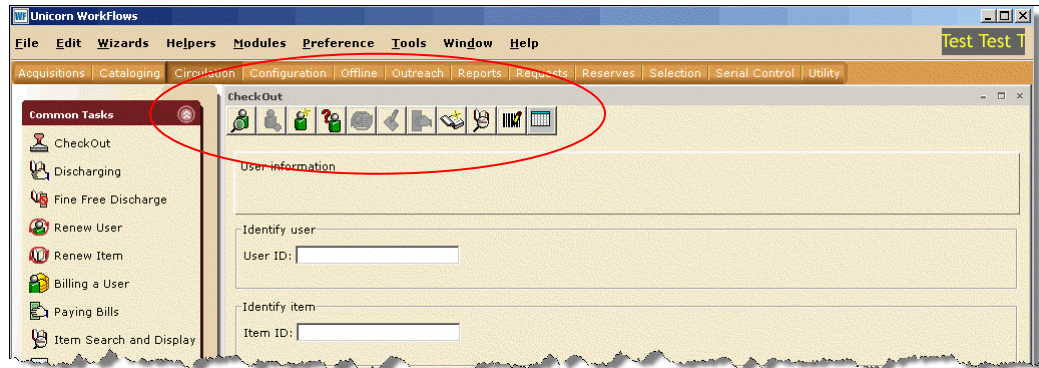 WF Unicorn WorkFlows
File Edit Wizards Helpers Modules Preference Tools Window Help
Test Test T
Acquisitions Cataloging Circulation Configuration Offline Outreach Reports Requests Reserves Selection Serial Control Utility
CheckOut
Common Tasks
CheckOut
Discharging
Fine Free Discharge
Renew User
Renew Item
Billing a User
Paying Bills
Item Search and Display
User information
Identify user
User ID:
Identify item
Item ID: